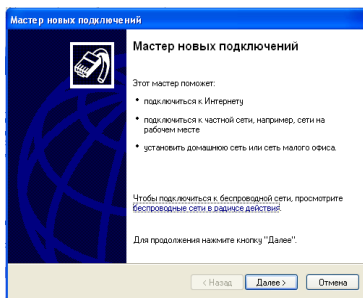 Мастер новых подключений
Мастер новых подключений
Этот мастер поможет:
• подключиться к Интернету
• подключиться к частной сети, например, сети на
рабочем месте
• установить домашнюю сеть или сеть малого офиса.
Чтобы подключиться к беспроводной сети, просмотрите
беспроводные сети в радиусе действия.
Для продолжения нажмите кнопку "Далее".
< Назад
Далее >
Отмена